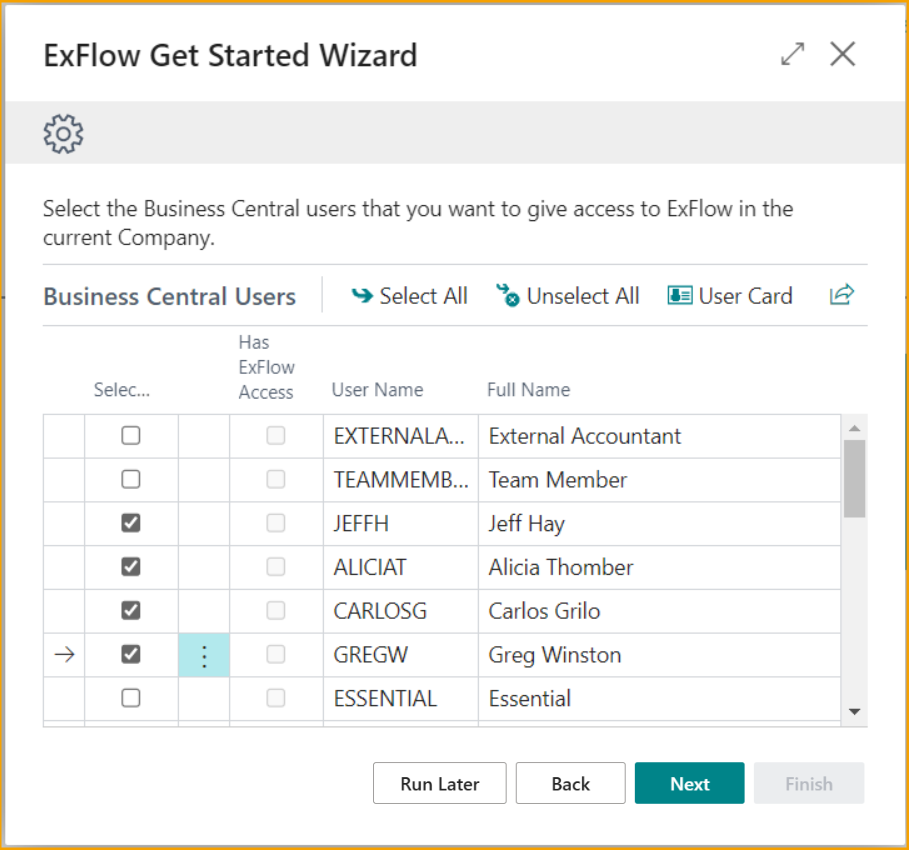 ExFlow Get Started Wizard
Select the Business Central users that you want to give access to ExFlow in the
current Company.
Business Central Users Select All Unselect All User Card
Has
ExFlow
Selec... Access User Name Full Name
EXTERNALA... External Accountant
TEAMMEMB... Team Member
JEFFH Jeff Hay
ALICIAT Alicia Thomber
CARLOSG Carlos Grilo
GREGW Greg Winston
ESSENTIAL Essential
Run Later Back Next Finish